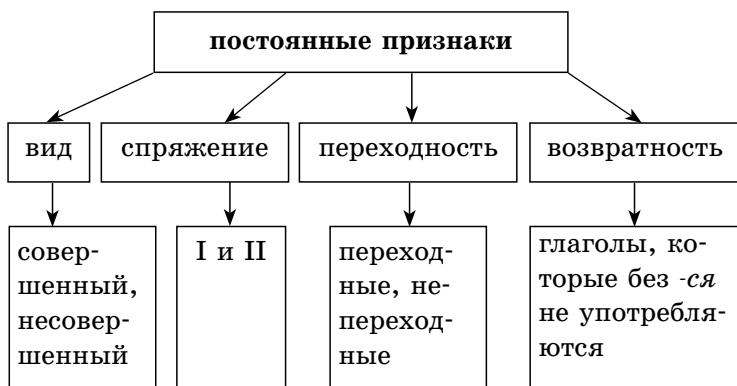 постоянные признаки
вид
спряжение
переходность
возвратность
совер-
шенный,
несовер-
шенный
I и II
переход-
ные, не-
переход-
ные
глаголы, ко-
торые без -ся
не употребля-
ются